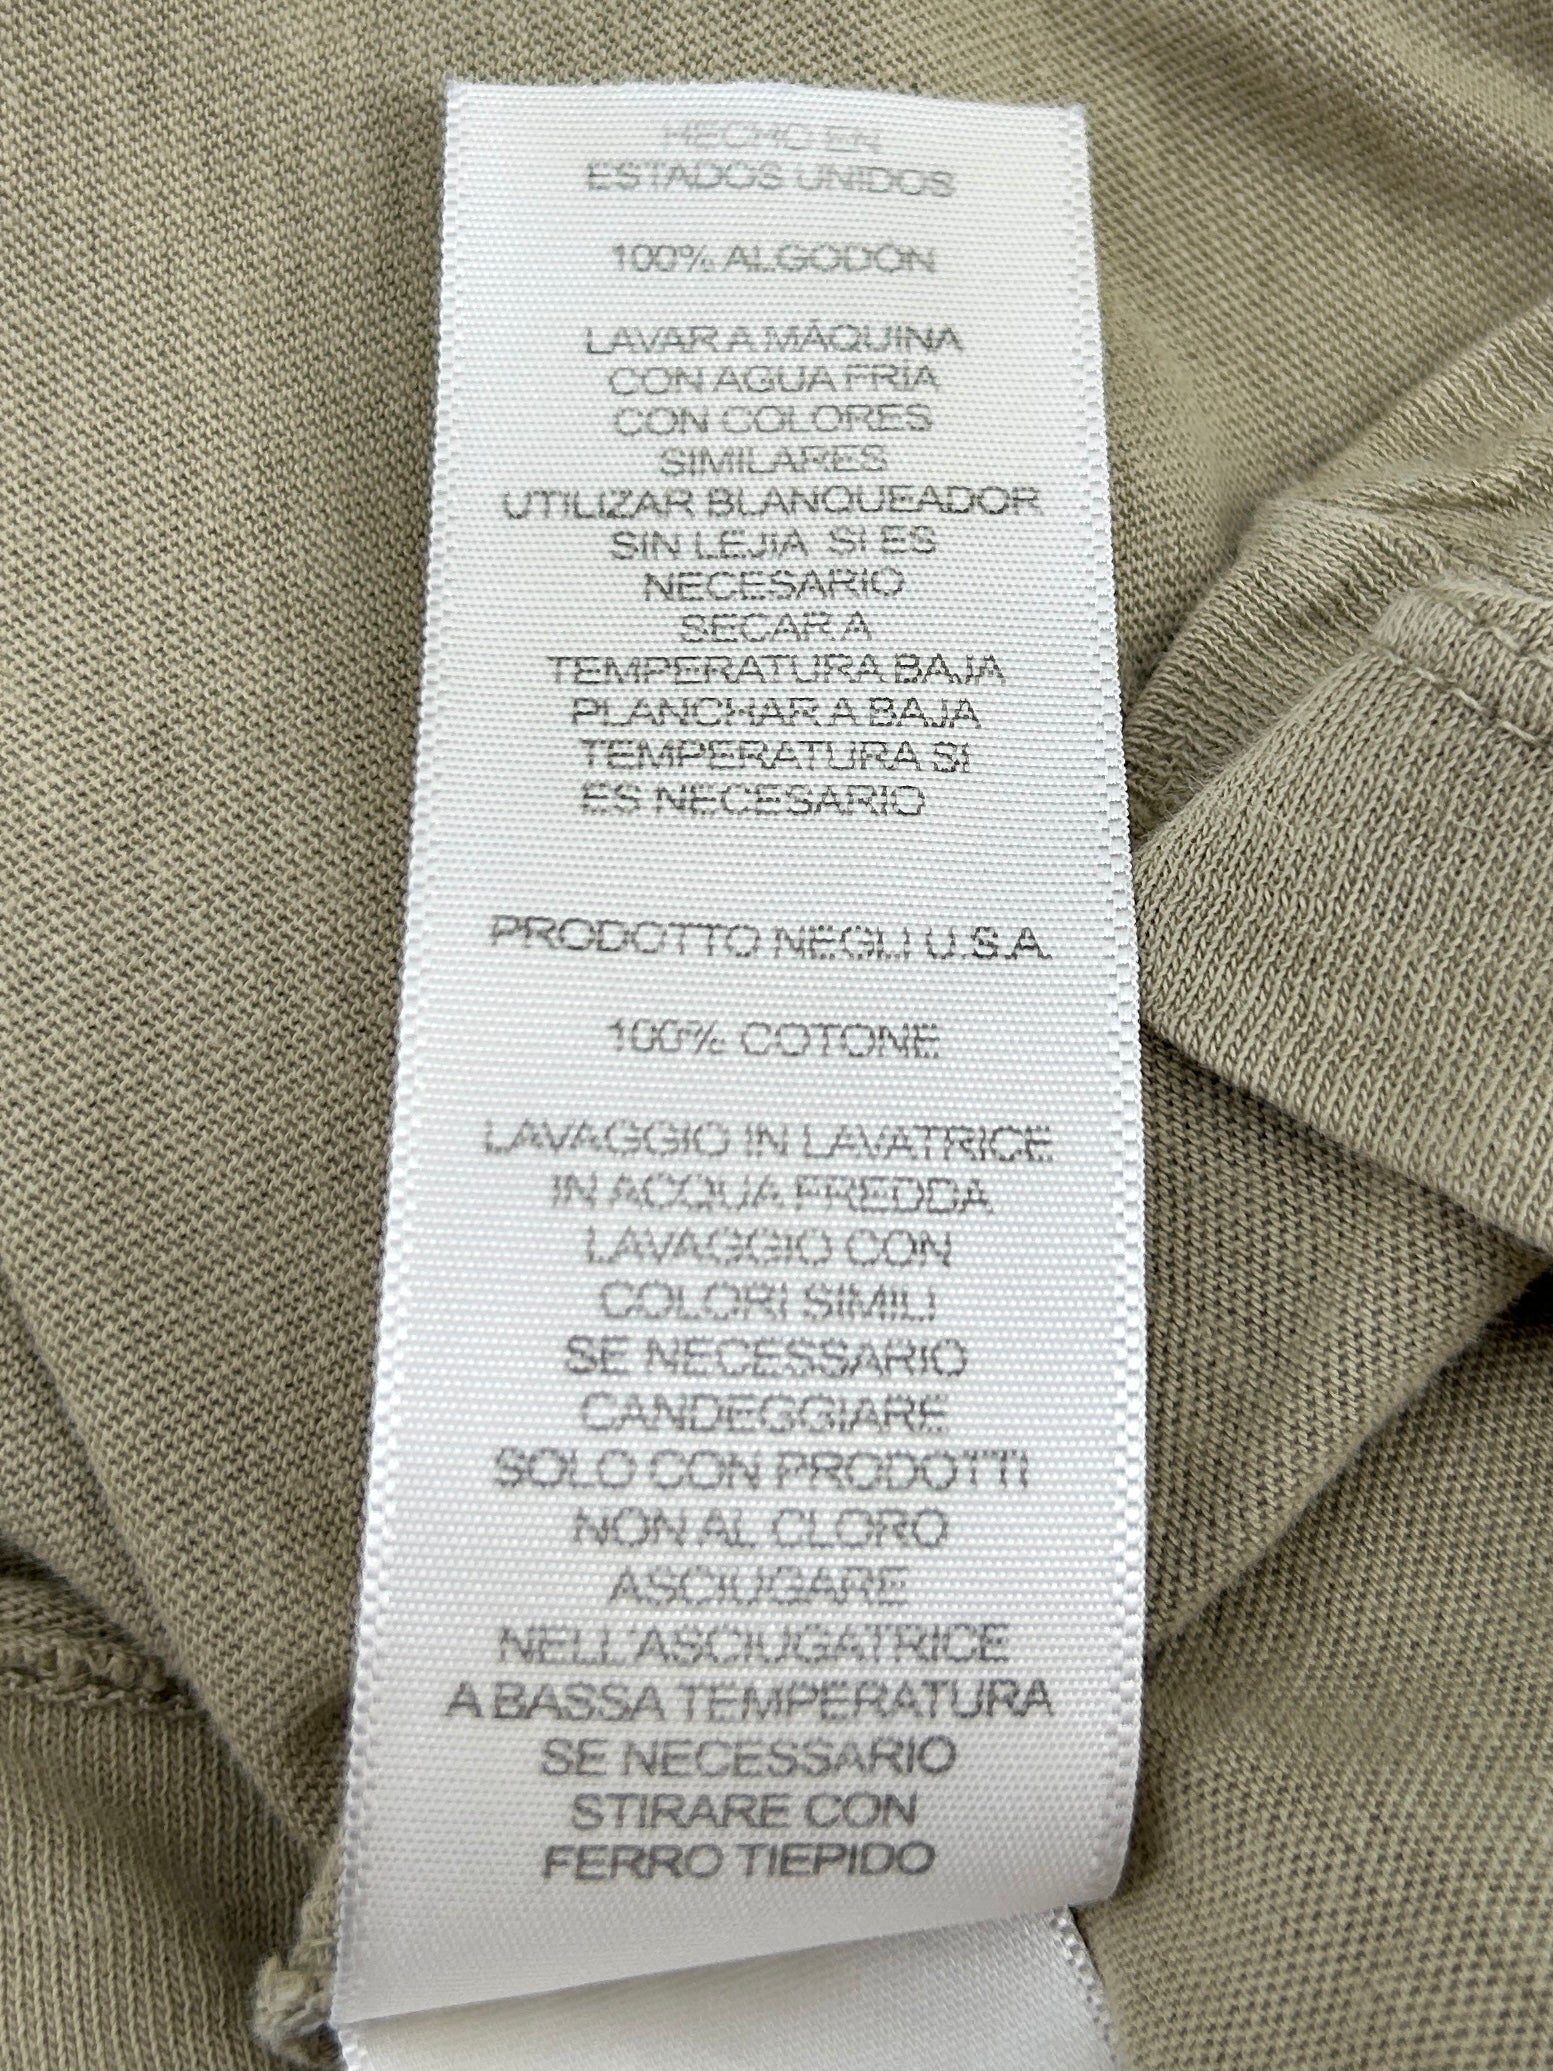 HECHO EN
ESTADOS UNIDOS
100% ALGODÓN
LAVAR A MÁQUINA
CON AGUA FRÍA
CON COLORES
SIMILARES
UTILIZAR BLANQUEADOR
SIN LEJIA SI ES
NECESARIO
SECAR A
TEMPERATURA BAJA
PLANCHAR A BAJA
TEMPERATURA SI
ES NECESARIO
PRODOTTO NEGLI U.S.A.
100% COTONE
LAVAGGIO IN LAVATRICE
IN ACQUA FREDDA
LAVAGGIO CON
COLORI SIMILI
SE NECESSARIO
CANDEGGIARE
SOLO CON PRODOTTI
NON AL CLORO
ASCIUGARE
NELL'ASCIUGATRICE
A BASSA TEMPERATURA
SE NECESSARIO
STIRARE CON
FERRO TIEPIDO